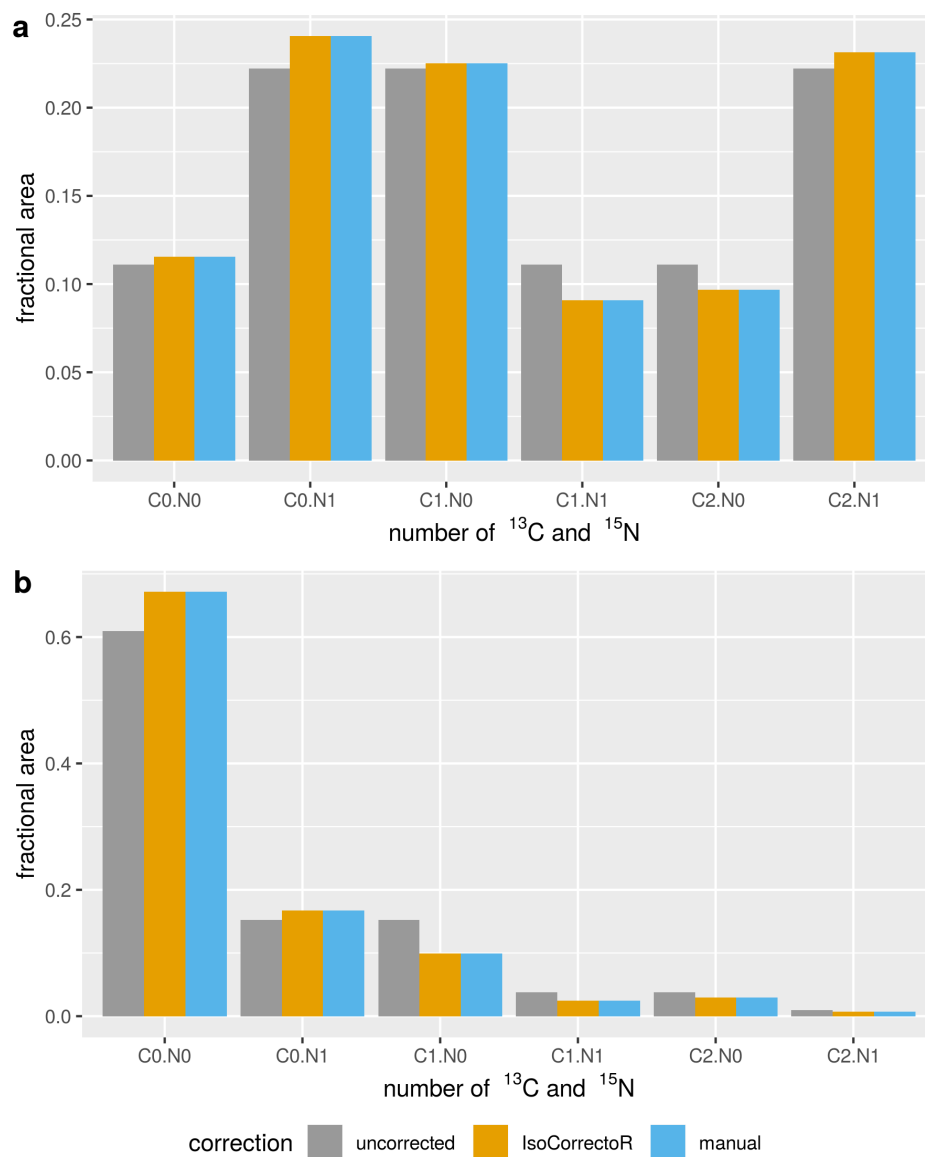 a
0.25
0.20
0.15
0.10
0.05
0.00
fractional area
C0.N0 C0.N1 C1.N0 C1.N1 C2.N0 C2.N1
number of ¹³C and ¹⁵N
b
0.6
0.4
0.2
0.0
fractional area
C0.N0 C0.N1 C1.N0 C1.N1 C2.N0 C2.N1
number of ¹³C and ¹⁵N
correction uncorrected IsoCorrectoR manual